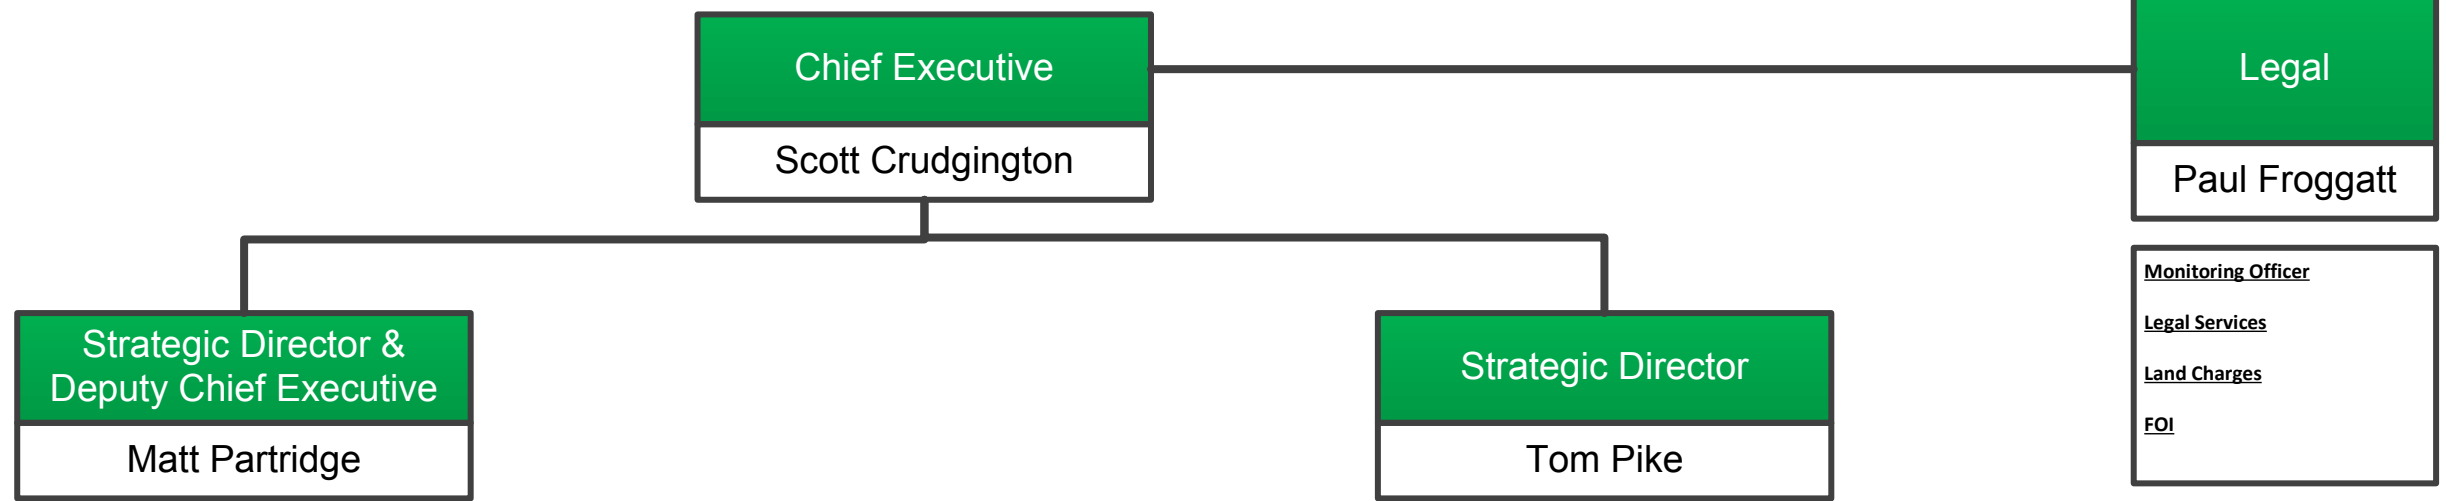 Chief Executive
Scott Crudgington
Legal
Paul Froggatt
Strategic Director &
Deputy Chief Executive
Matt Partridge
Strategic Director
Tom Pike
Monitoring Officer
Legal Services
Land Charges
FOI